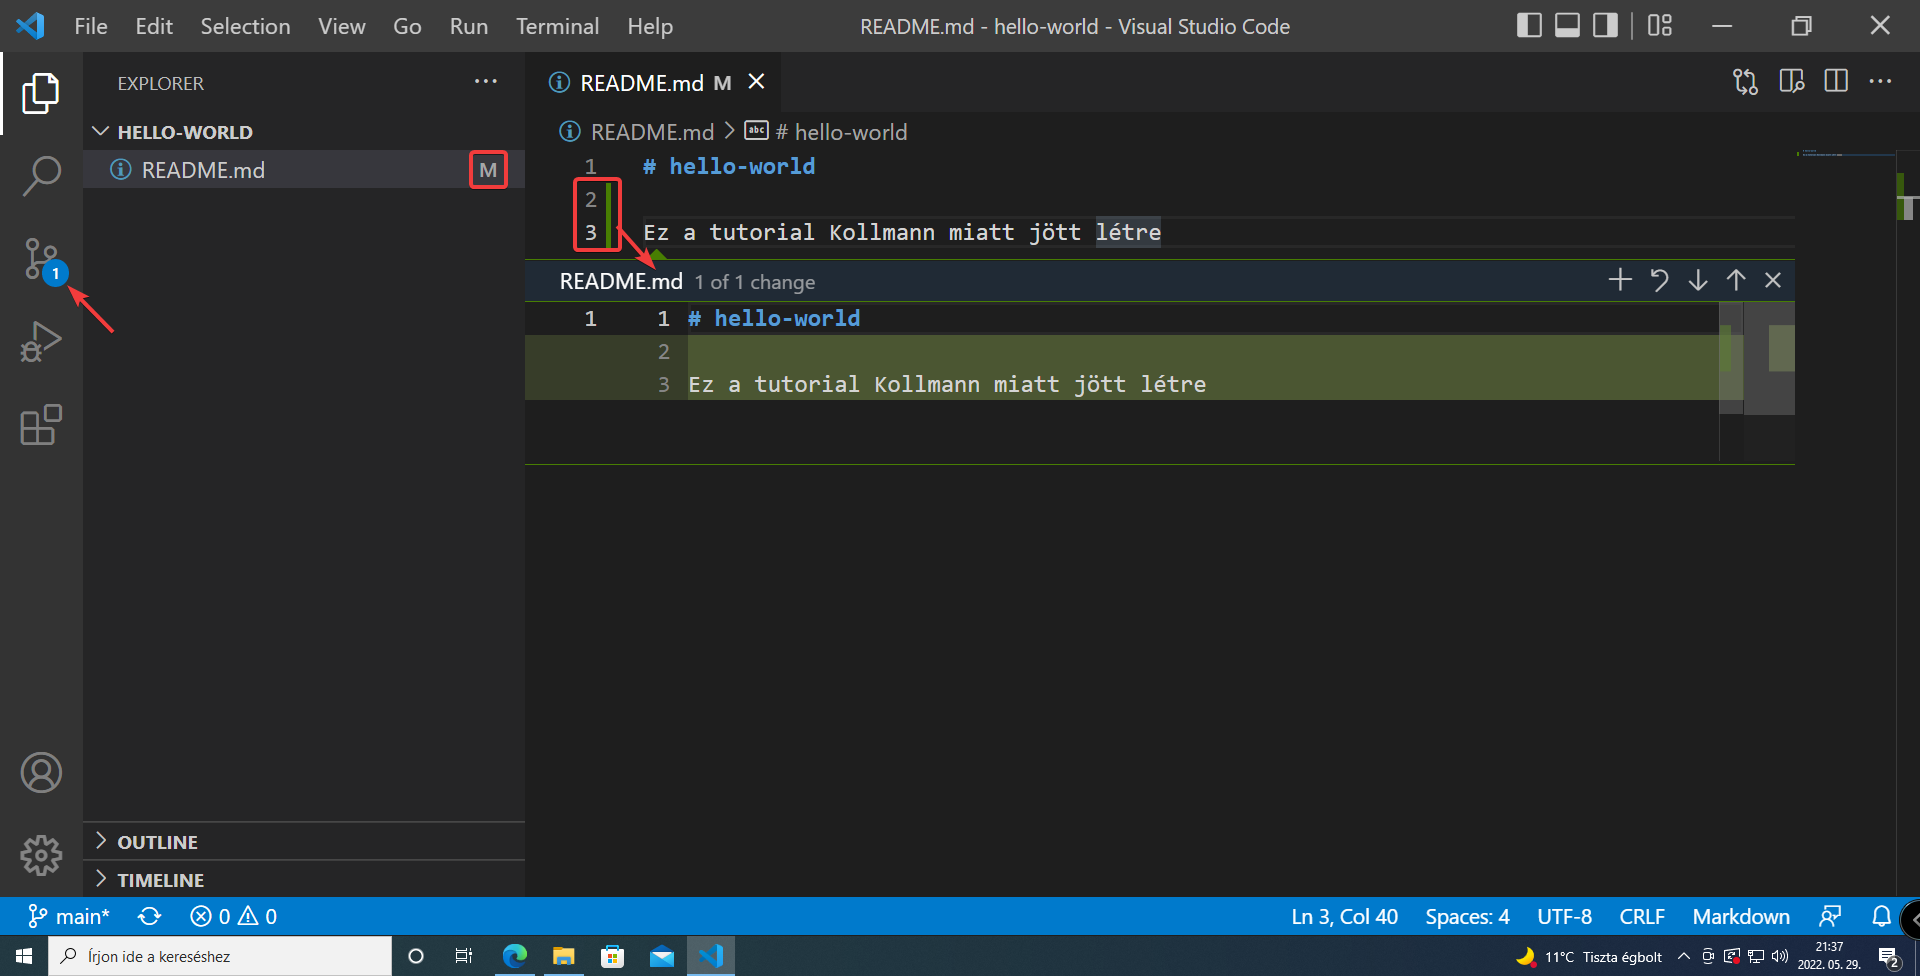 File Edit Selection View Go Run Terminal Help README.md - hello-world - Visual Studio Code
EXPLORER
HELLO-WORLD
README.md M
1
README.md M
README.md > abc # hello-world
1 # hello-world
2
3 Ez a tutorial Kollmann miatt jött létre
README.md 1 of 1 change
1 1 # hello-world
2
3 Ez a tutorial Kollmann miatt jött létre
OUTLINE
TIMELINE
main* 0 0 Ln 3, Col 40 Spaces: 4 UTF-8 CRLF Markdown
Írjon ide a kereséshez 11°C Tiszta égbolt 21:37
2022. 05. 29. 2